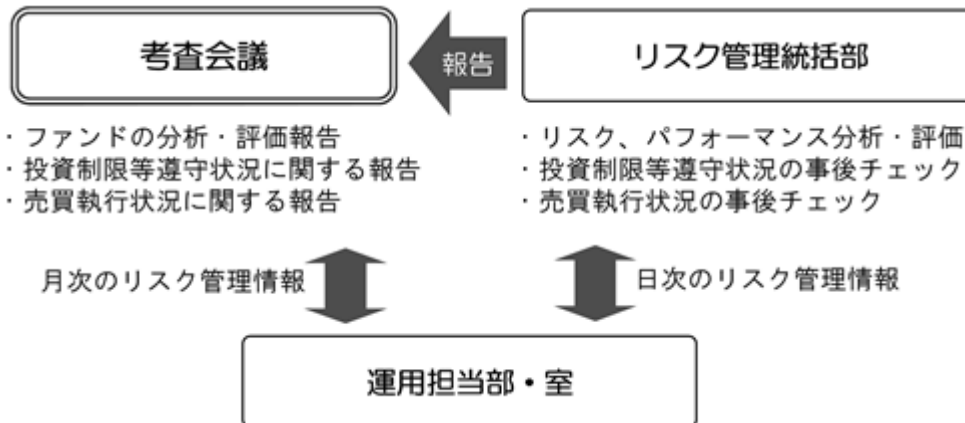 考査会議
報告
リスク管理統括部
・ファンドの分析・評価報告
・投資制限等遵守状況に関する報告
・売買執行状況に関する報告
・リスク、パフォーマンス分析・評価
・投資制限等遵守状況の事後チェック
・売買執行状況の事後チェック
月次のリスク管理情報
日次のリスク管理情報
運用担当部・室